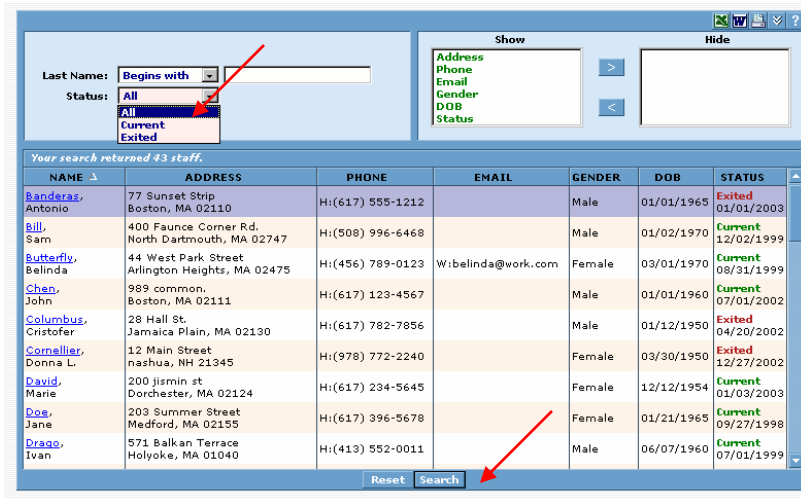 ?
Show
Hide
Address
Phone
Email
Gender
DOB
Status
>
<
Last Name: Begins with
Status: All
All
Current
Exited
Your search returned 43 staff.
NAME ADDRESS PHONE EMAIL GENDER DOB STATUS
Banderas, 77 Sunset Strip H:(617) 555-1212 Male 01/01/1965 Exited
Antonio Boston, MA 02110 01/01/2003
Bill, 400 Faunce Corner Rd. H:(508) 996-6468 Male 01/02/1970 Current
Sam North Dartmouth, MA 02747 12/02/1999
Butterfly, 44 West Park Street H:(456) 789-0123 W:belinda@work.com Female 03/01/1970 Current
Belinda Arlington Heights, MA 02475 08/31/1999
Chen, 989 common. H:(617) 123-4567 Male 01/01/1960 Current
John Boston, MA 02111 07/01/2002
Columbus, 28 Hall St. H:(617) 782-7856 Male 01/12/1950 Exited
Cristofer Jamaica Plain, MA 02130 04/20/2002
Cornellier, 12 Main Street H:(978) 772-2240 Female 03/30/1950 Exited
Donna L. nashua, NH 21345 12/27/2002
David, 200 jismin st H:(617) 234-5645 Female 12/12/1954 Current
Marie Dorchester, MA 02124 01/03/2003
Doe, 203 Summer Street H:(617) 396-5678 Female 01/21/1965 Current
Jane Medford, MA 02155 09/27/1998
Drago, 571 Balkan Terrace H:(413) 552-0011 Male 06/07/1960 Current
Ivan Holyoke, MA 01040 07/01/1999
Reset Search